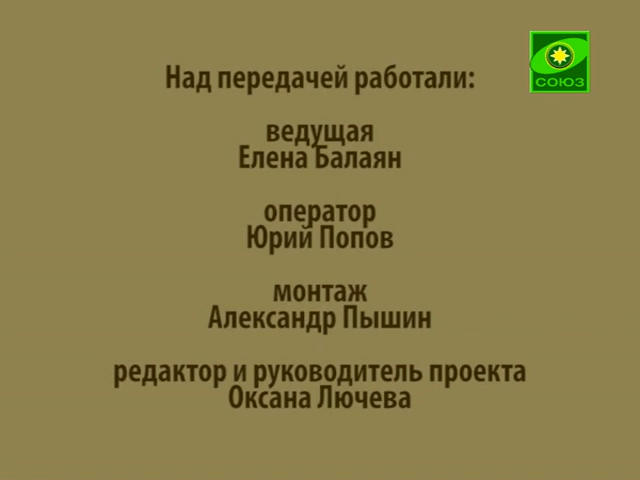 СОЮЗ
Над передачей работали:
ведущая
Елена Балаян
оператор
Юрий Попов
монтаж
Александр Пышин
редактор и руководитель проекта
Оксана Лючева